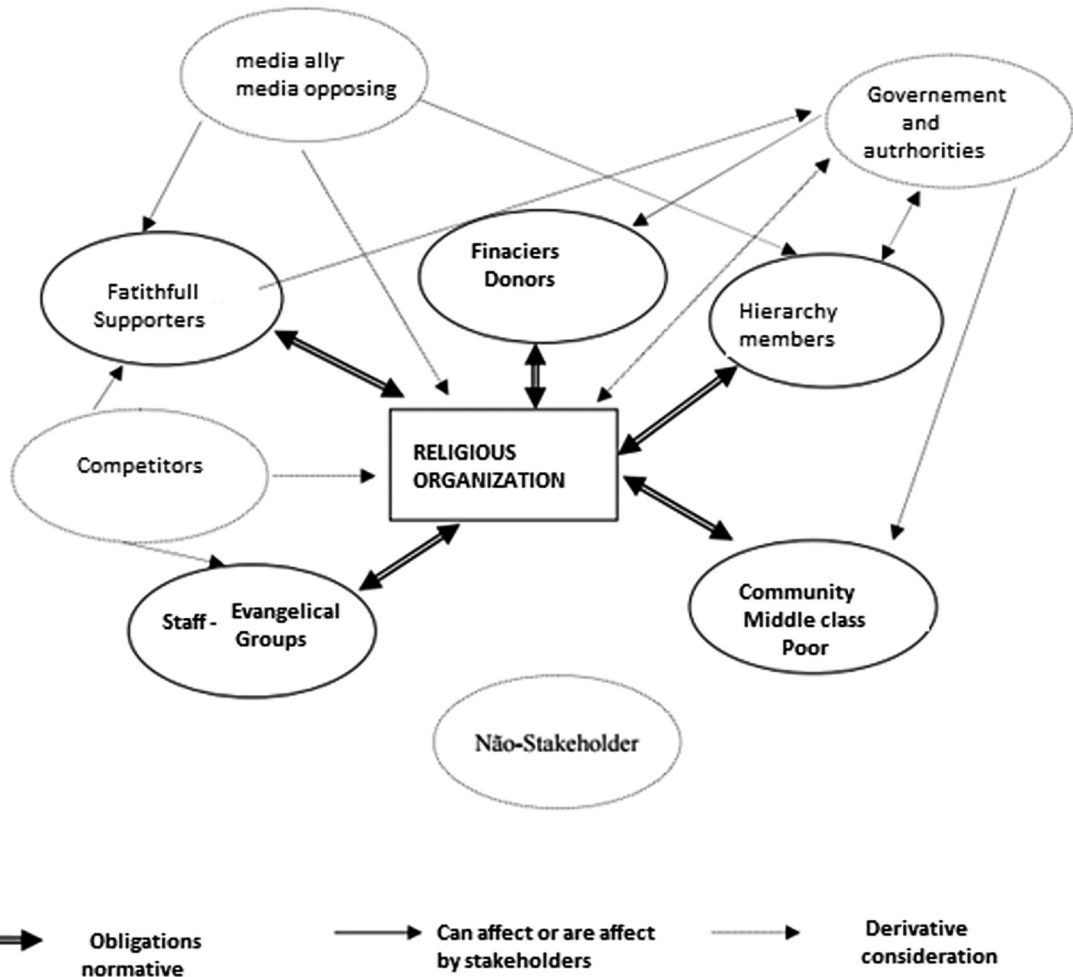 media ally-
media opposing
Governement
and
autrhorities
Finaciers
Donors
Fatithfull
Supporters
Hierarchy
members
RELIGIOUS
ORGANIZATION
Competitors
Staff - Evangelical
Groups
Community
Middle class
Poor
Não-Stakeholder
Obligations
normative
Can affect or are affect
by stakeholders
Derivative
consideration